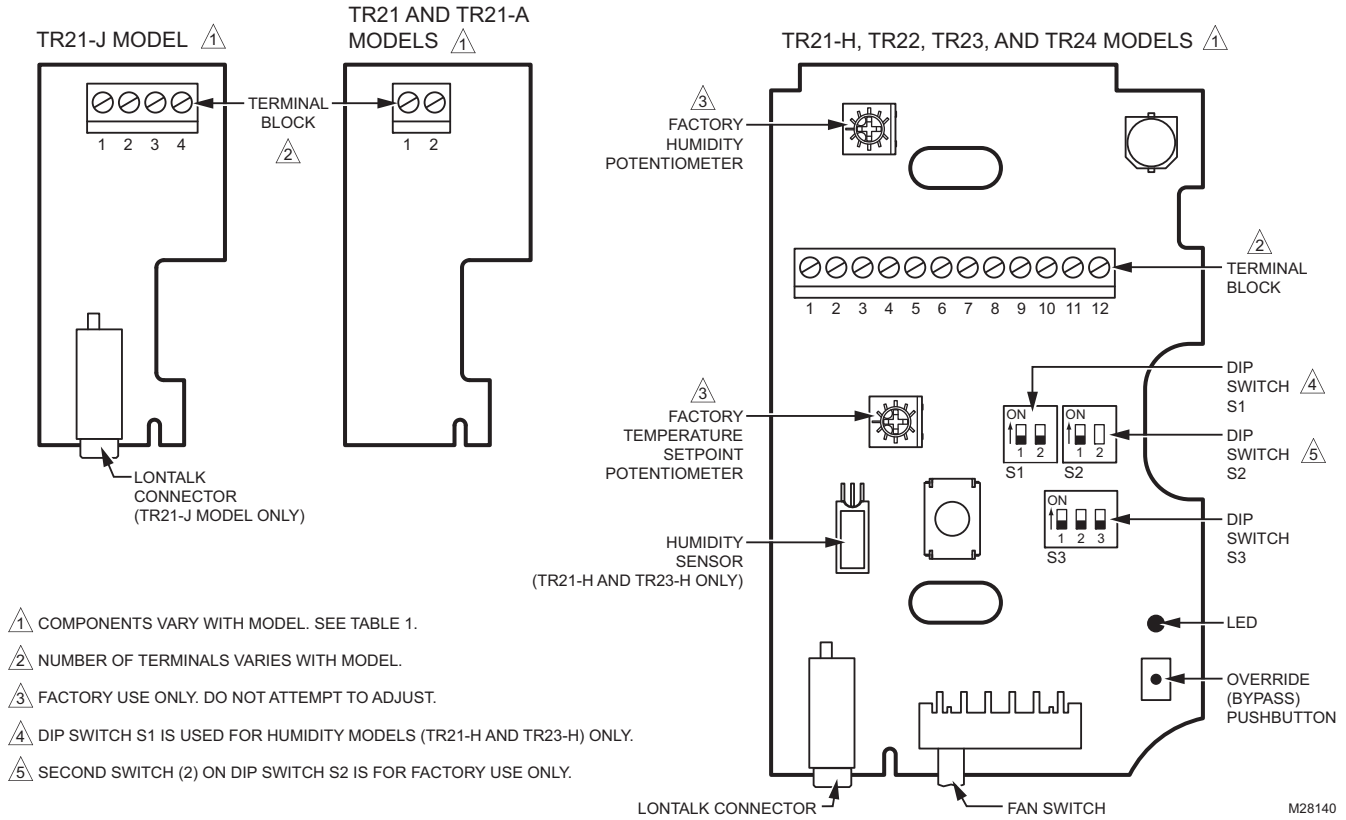 TR21-J MODEL 1
TERMINAL
BLOCK
2
1 2 3 4
LONTALK
CONNECTOR
(TR21-J MODEL ONLY)
TR21 AND TR21-A
MODELS 1
1 2
TR21-H, TR22, TR23, AND TR24 MODELS 1
3
FACTORY
HUMIDITY
POTENTIOMETER
2
TERMINAL
BLOCK
1 2 3 4 5 6 7 8 9 10 11 12
3
FACTORY
TEMPERATURE
SETPOINT
POTENTIOMETER
ON
1 2
S1
ON
1 2
S2
ON
1 2 3
S3
DIP
SWITCH 4
S1
DIP
SWITCH 5
S2
DIP
SWITCH
S3
HUMIDITY
SENSOR
(TR21-H AND TR23-H ONLY)
LED
OVERRIDE
(BYPASS)
PUSHBUTTON
LONTALK CONNECTOR
FAN SWITCH
1 COMPONENTS VARY WITH MODEL. SEE TABLE 1.
2 NUMBER OF TERMINALS VARIES WITH MODEL.
3 FACTORY USE ONLY. DO NOT ATTEMPT TO ADJUST.
4 DIP SWITCH S1 IS USED FOR HUMIDITY MODELS (TR21-H AND TR23-H) ONLY.
5 SECOND SWITCH (2) ON DIP SWITCH S2 IS FOR FACTORY USE ONLY.
M28140